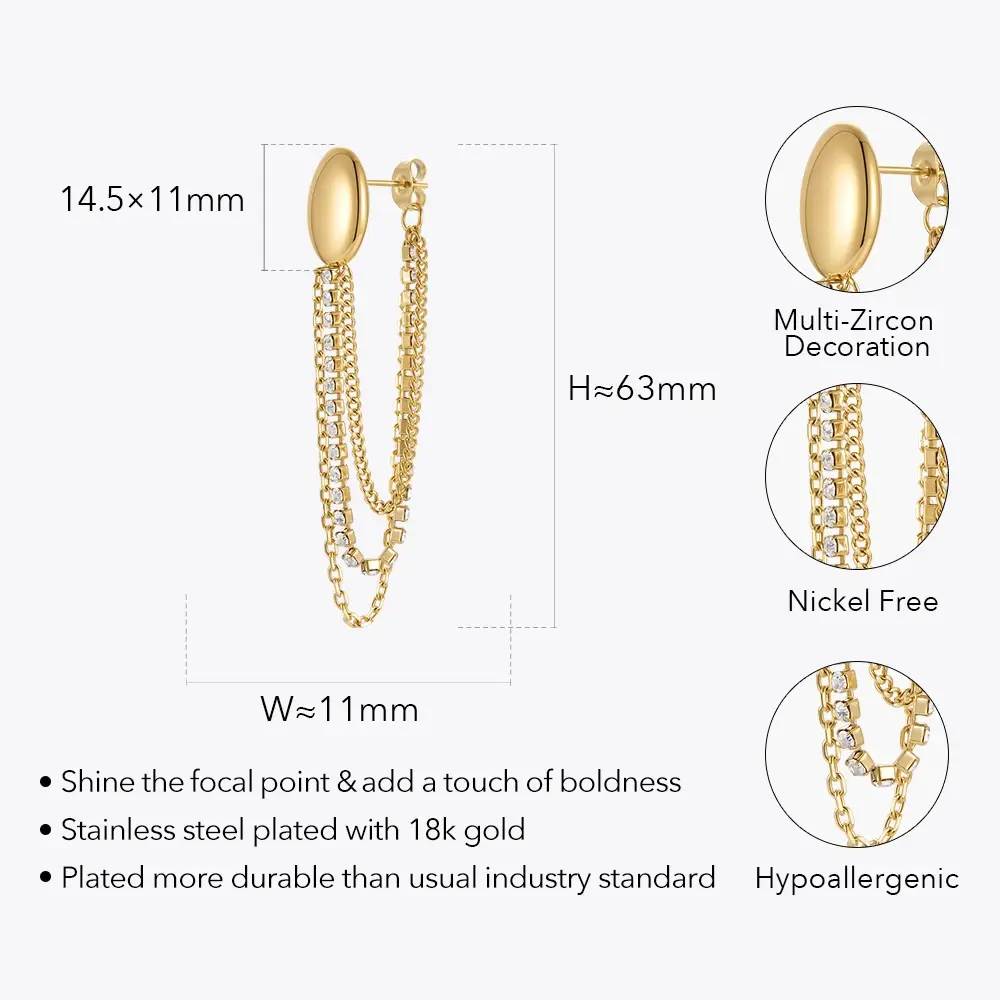 14.5×11mm
H≈63mm
W≈11mm
Multi-Zircon
Decoration
Nickel Free
Hypoallergenic
• Shine the focal point & add a touch of boldness
• Stainless steel plated with 18k gold
• Plated more durable than usual industry standard